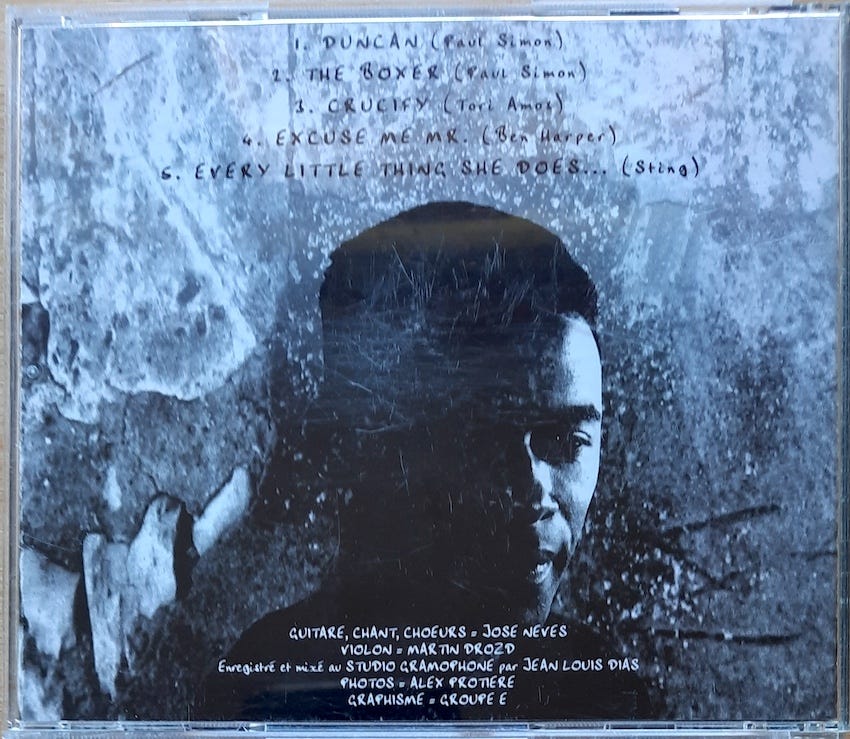 1. DUNCAN (Paul Simon)
2. THE BOXER (Paul Simon)
3. CRUCIFY (Tori Amos)
4. EXCUSE ME MR. (Ben Harper)
5. EVERY LITTLE THING SHE DOES... (Sting)
GUITARE, CHANT, CHOEURS = JOSE NEVES
VIOLON = MARTIN DROZD
Enregistré et mixé au STUDIO GRAMOPHONE par JEAN LOUIS DIAS
PHOTOS = ALEX PROTIERE
GRAPHISME = GROUPE E